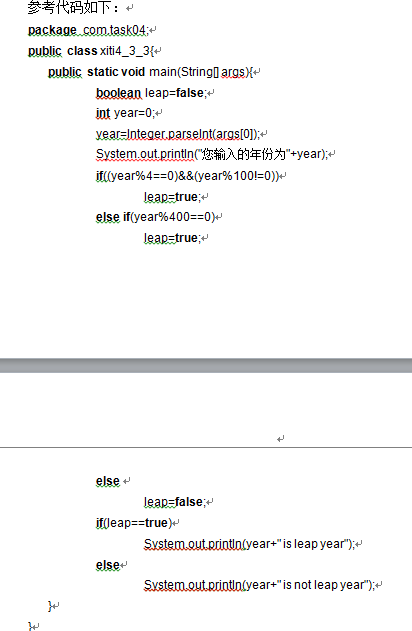 参考代码如下：
package com.task04;
public class xiti4_3_3{
public static void main(String[] args){
boolean leap=false;
int year=0;
year=Integer.parseInt(args[0]);
System.out.println("您输入的年份为"+year);
if((year%4==0)&&(year%100!=0))
leap=true;
else if(year%400==0)
leap=true;
else
leap=false;
if(leap==true)
System.out.println(year+" is leap year");
else
System.out.println(year+" is not leap year");
}
}